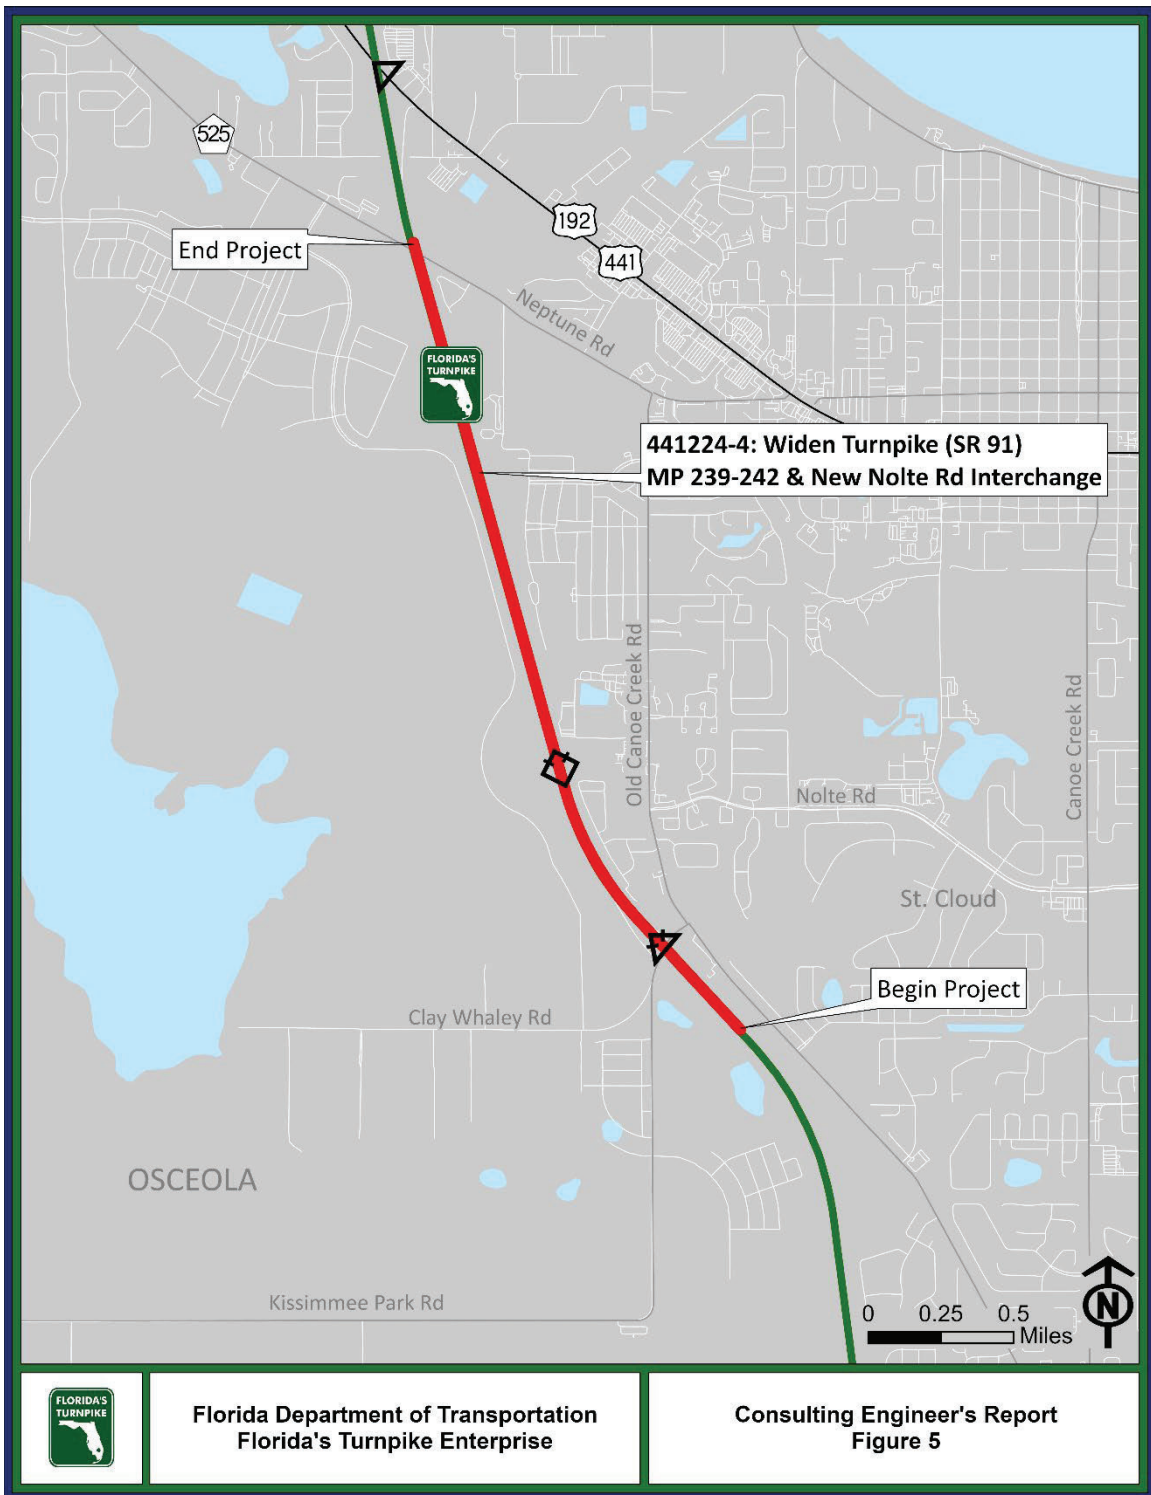 525
192
441
End Project
Neptune Rd
FLORIDA'S
TURNPIKE
441224-4: Widen Turnpike (SR 91)
MP 239-242 & New Nolte Rd Interchange
Old Canoe Creek Rd
Canoe Creek Rd
Nolte Rd
St. Cloud
Begin Project
Clay Whaley Rd
OSCEOLA
Kissimmee Park Rd
0 0.25 0.5
Miles
N
FLORIDA'S
TURNPIKE
Florida Department of Transportation
Florida's Turnpike Enterprise
Consulting Engineer's Report
Figure 5